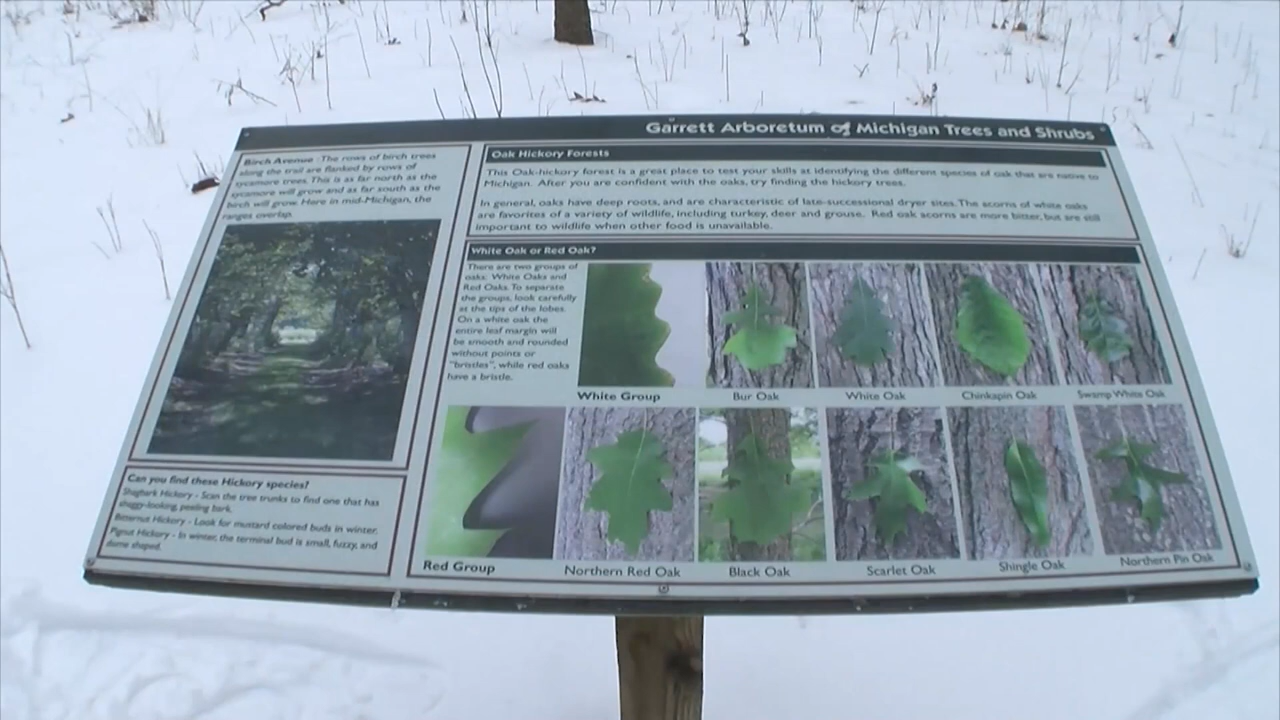 Garrett Arboretum of Michigan Trees and Shrubs
Birch Avenue - The rows of birch trees
along the trail are flanked by rows of
sycamore trees. This is as far north as the
sycamore will grow and as far south as the
birch will grow. Here in mid-Michigan, the
ranges overlap.
Can you find these Hickory species?
Shagbark Hickory - Scan the tree trunks to find one that has
shaggy-looking, peeling bark.
Bitternut Hickory - Look for mustard colored buds in winter.
Pignut Hickory - In winter, the terminal bud is small, fuzzy, and
dome shaped.
Oak Hickory Forests
This Oak-hickory forest is a great place to test your skills at identifying the different species of oak that are native to
Michigan. After you are confident with the oaks, try finding the hickory trees.
In general, oaks have deep roots, and are characteristic of late-successional dryer sites. The acorns of white oaks
are favorites of a variety of wildlife, including turkey, deer and grouse. Red oak acorns are more bitter, but are still
important to wildlife when other food is unavailable.
White Oak or Red Oak?
There are two groups of
oaks: White Oaks and
Red Oaks. To separate
the groups, look carefully
at the tips of the lobes.
On a white oak the
entire leaf margin will
be smooth and rounded
without points or
"bristles", while red oaks
have a bristle.
White Group
Bur Oak
White Oak
Chinkapin Oak
Swamp White Oak
Red Group
Northern Red Oak
Black Oak
Scarlet Oak
Shingle Oak
Northern Pin Oak